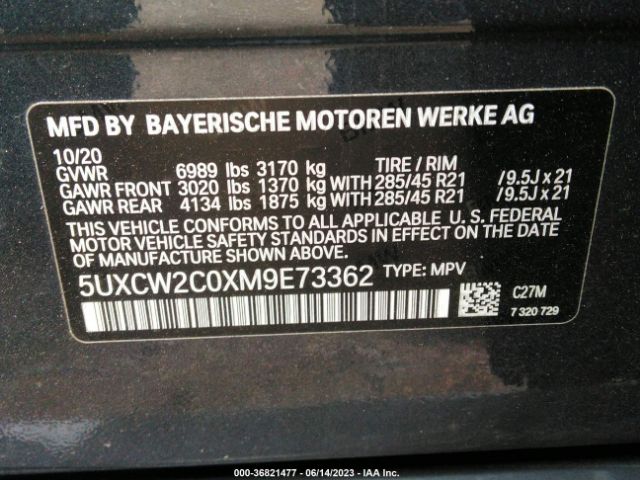 MFD BY BAYERISCHE MOTOREN WERKE AG
10/20
GVWR 6989 lbs 3170 kg TIRE / RIM
GAWR FRONT 3020 lbs 1370 kg WITH 285/45 R21 /9.5J x 21
GAWR REAR 4134 lbs 1875 kg WITH 285/45 R21 /9.5J x 21
THIS VEHICLE CONFORMS TO ALL APPLICABLE U. S. FEDERAL
MOTOR VEHICLE SAFETY STANDARDS IN EFFECT ON THE DATE
OF MANUFACTURE SHOWN ABOVE.
5UXCW2C0XM9E73362 TYPE: MPV
C27M
7 320 729
000-36821477 - 06/14/2023 - IAA Inc.